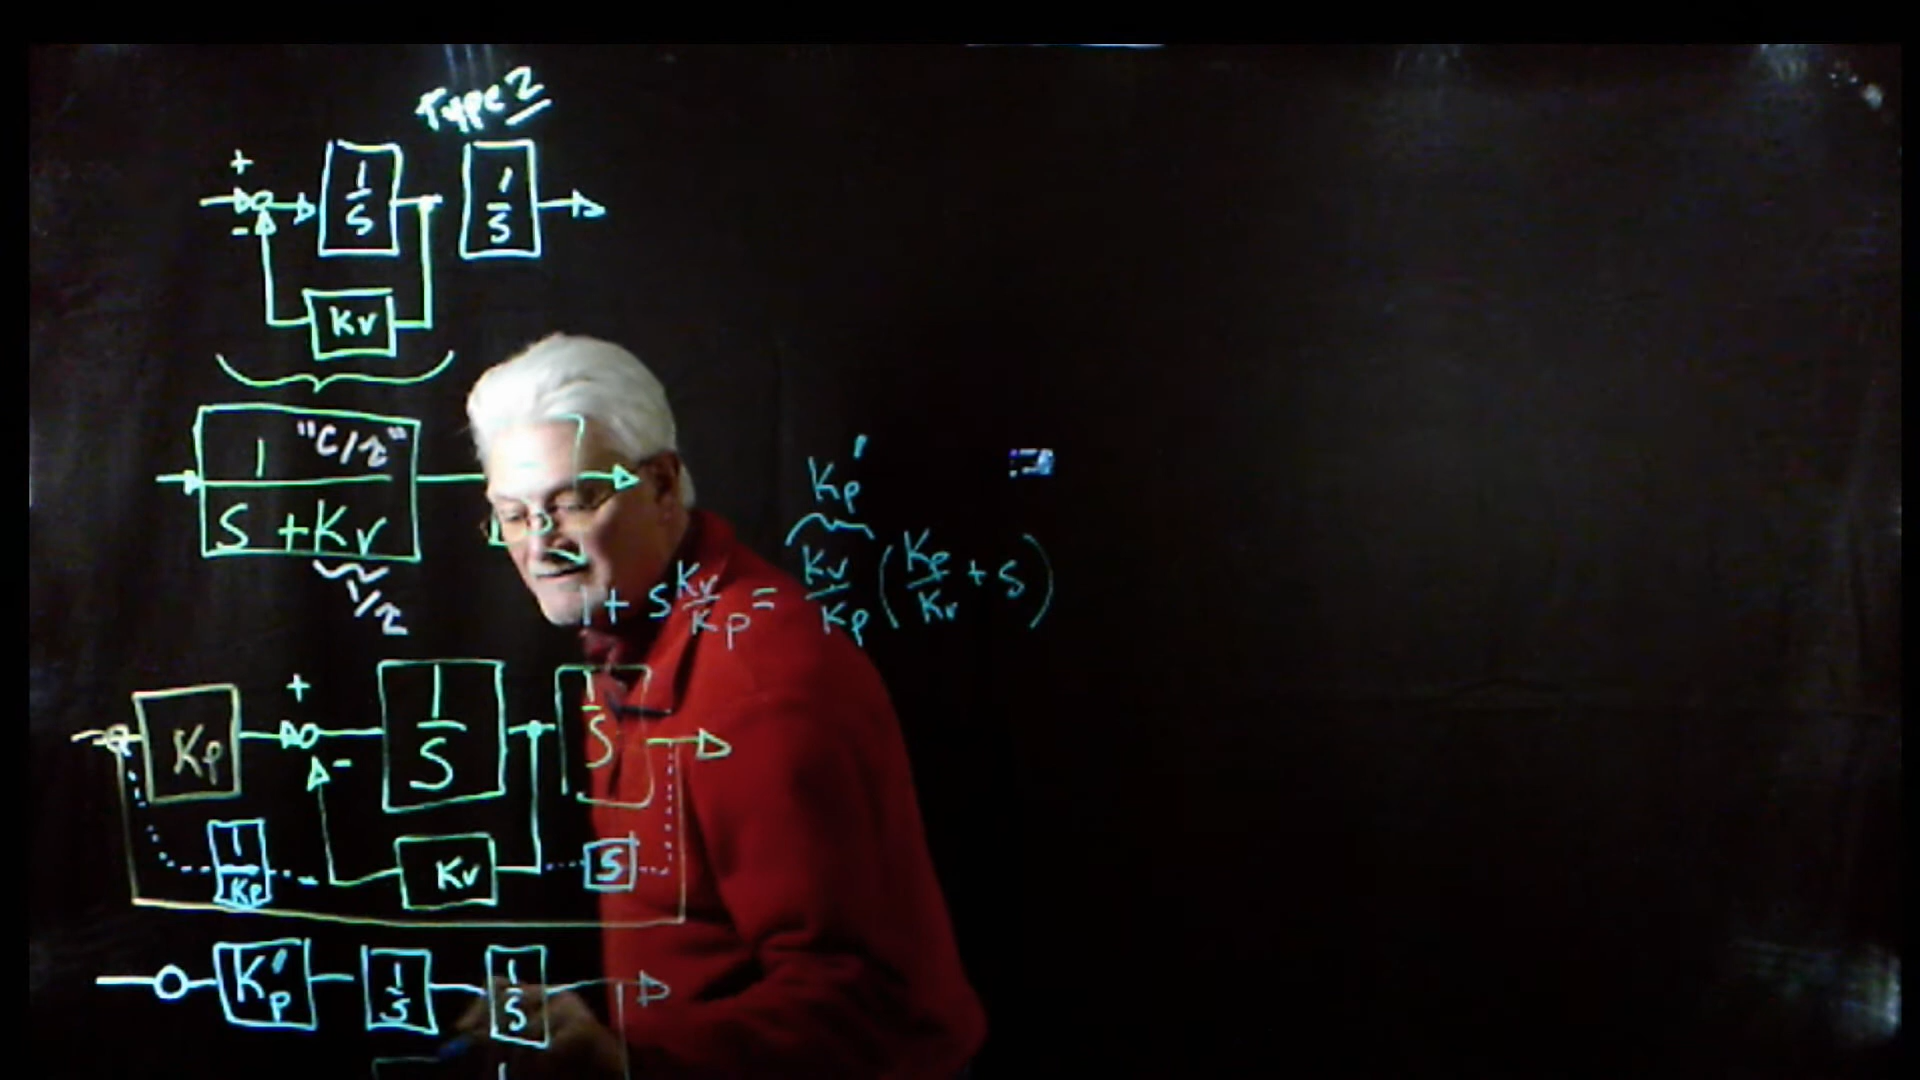 Type 2
+
1/S 1/S
-
Kv
1 "C/τ"
S + Kv
1/τ
Kp'
1 + S Kv/Kp = Kv/Kp (Kp/Kv + S)
+
Kp 1/S 1/S
-
1/Kp Kv S
Kp' 1/S 1/S